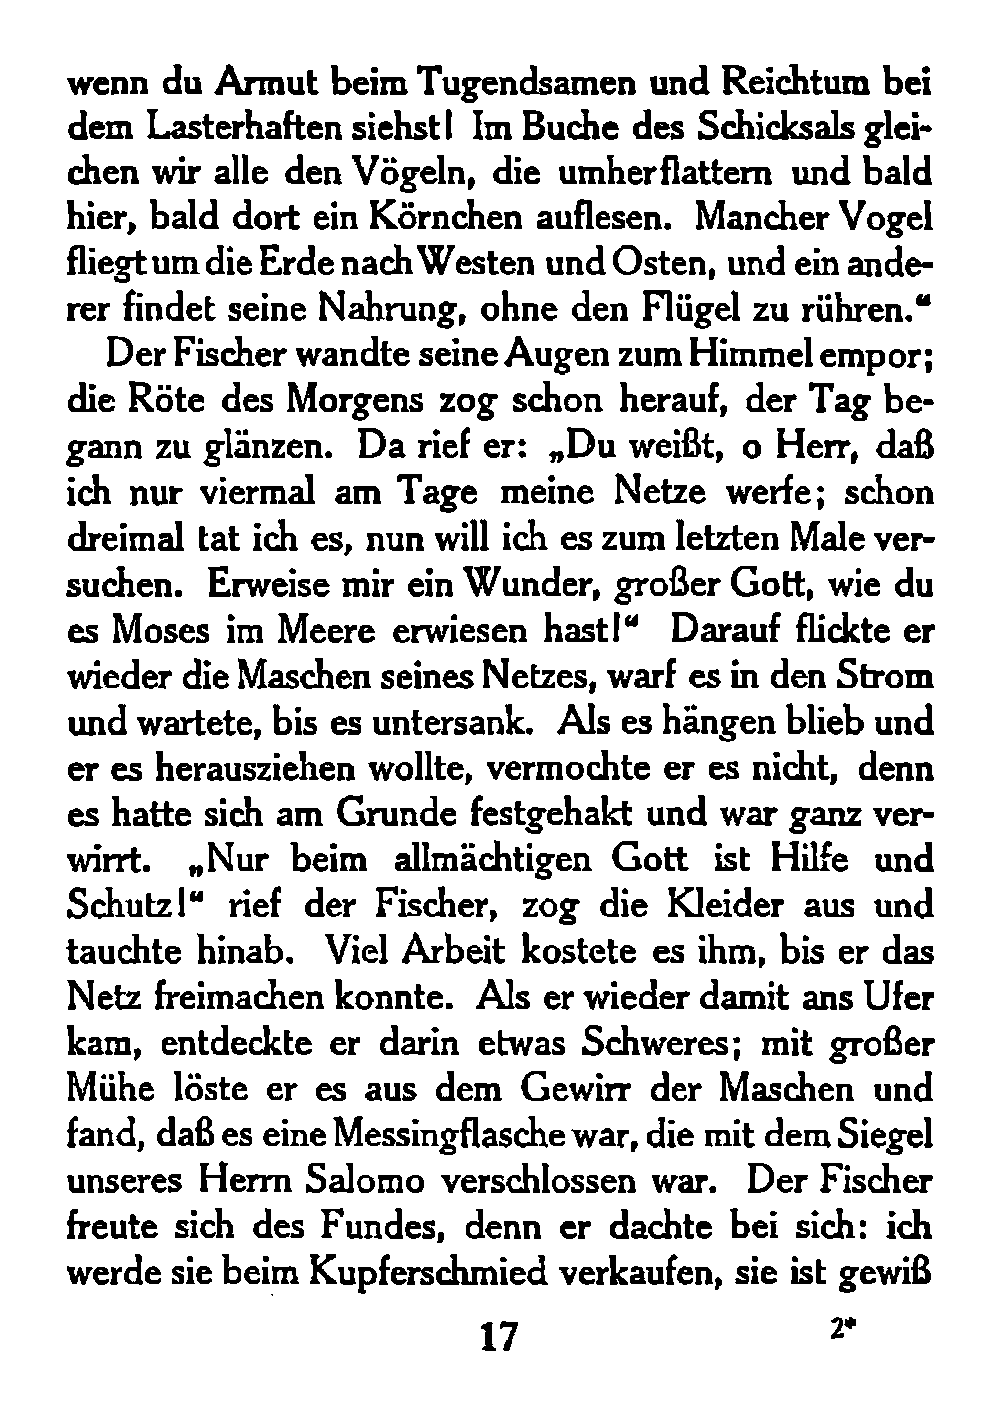 wenn du Armut beim Tugendsamen und Reichtum bei
dem Lasterhaften siehst! Im Buche des Schicksals glei-
chen wir alle den Vögeln, die umherflattern und bald
hier, bald dort ein Körnchen auflesen. Mancher Vogel
fliegt um die Erde nach Westen und Osten, und ein ande-
rer findet seine Nahrung, ohne den Flügel zu rühren.“
Der Fischer wandte seine Augen zum Himmel empor;
die Röte des Morgens zog schon herauf, der Tag be-
gann zu glänzen. Da rief er: „Du weißt, o Herr, daß
ich nur viermal am Tage meine Netze werfe; schon
dreimal tat ich es, nun will ich es zum letzten Male ver-
suchen. Erweise mir ein Wunder, großer Gott, wie du
es Moses im Meere erwiesen hast!“ Darauf flickte er
wieder die Maschen seines Netzes, warf es in den Strom
und wartete, bis es untersank. Als es hängen blieb und
er es herausziehen wollte, vermochte er es nicht, denn
es hatte sich am Grunde festgehakt und war ganz ver-
wirrt. „Nur beim allmächtigen Gott ist Hilfe und
Schutz!“ rief der Fischer, zog die Kleider aus und
tauchte hinab. Viel Arbeit kostete es ihm, bis er das
Netz freimachen konnte. Als er wieder damit ans Ufer
kam, entdeckte er darin etwas Schweres; mit großer
Mühe löste er es aus dem Gewirr der Maschen und
fand, daß es eine Messingflasche war, die mit dem Siegel
unseres Herrn Salomo verschlossen war. Der Fischer
freute sich des Fundes, denn er dachte bei sich: ich
werde sie beim Kupferschmied verkaufen, sie ist gewiß
17 2*